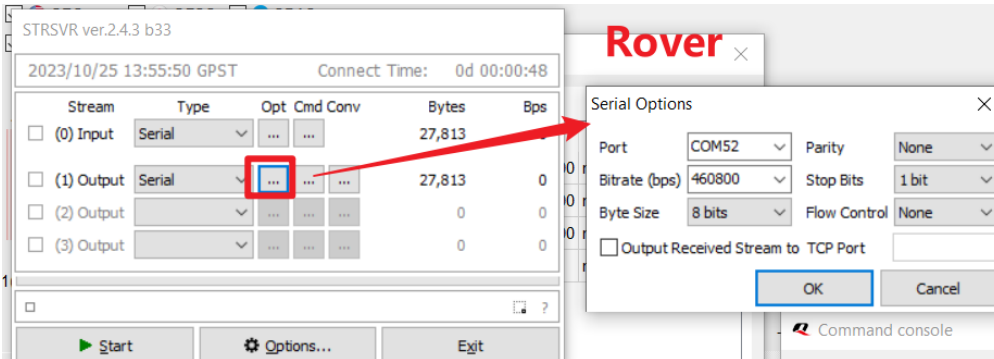 STRSVR ver.2.4.3 b33
2023/10/25 13:55:50 GPST Connect Time: 0d 00:00:48
Stream Type Opt Cmd Conv Bytes Bps
(0) Input Serial ... ... 27,813
(1) Output Serial ... ... ... 27,813 0
(2) Output ... ... ... 0 0
(3) Output ... ... ... 0 0
?
Start Options... Exit
Rover
Serial Options
Port COM52 Parity None
Bitrate (bps) 460800 Stop Bits 1 bit
Byte Size 8 bits Flow Control None
Output Received Stream to TCP Port
OK Cancel
Command console